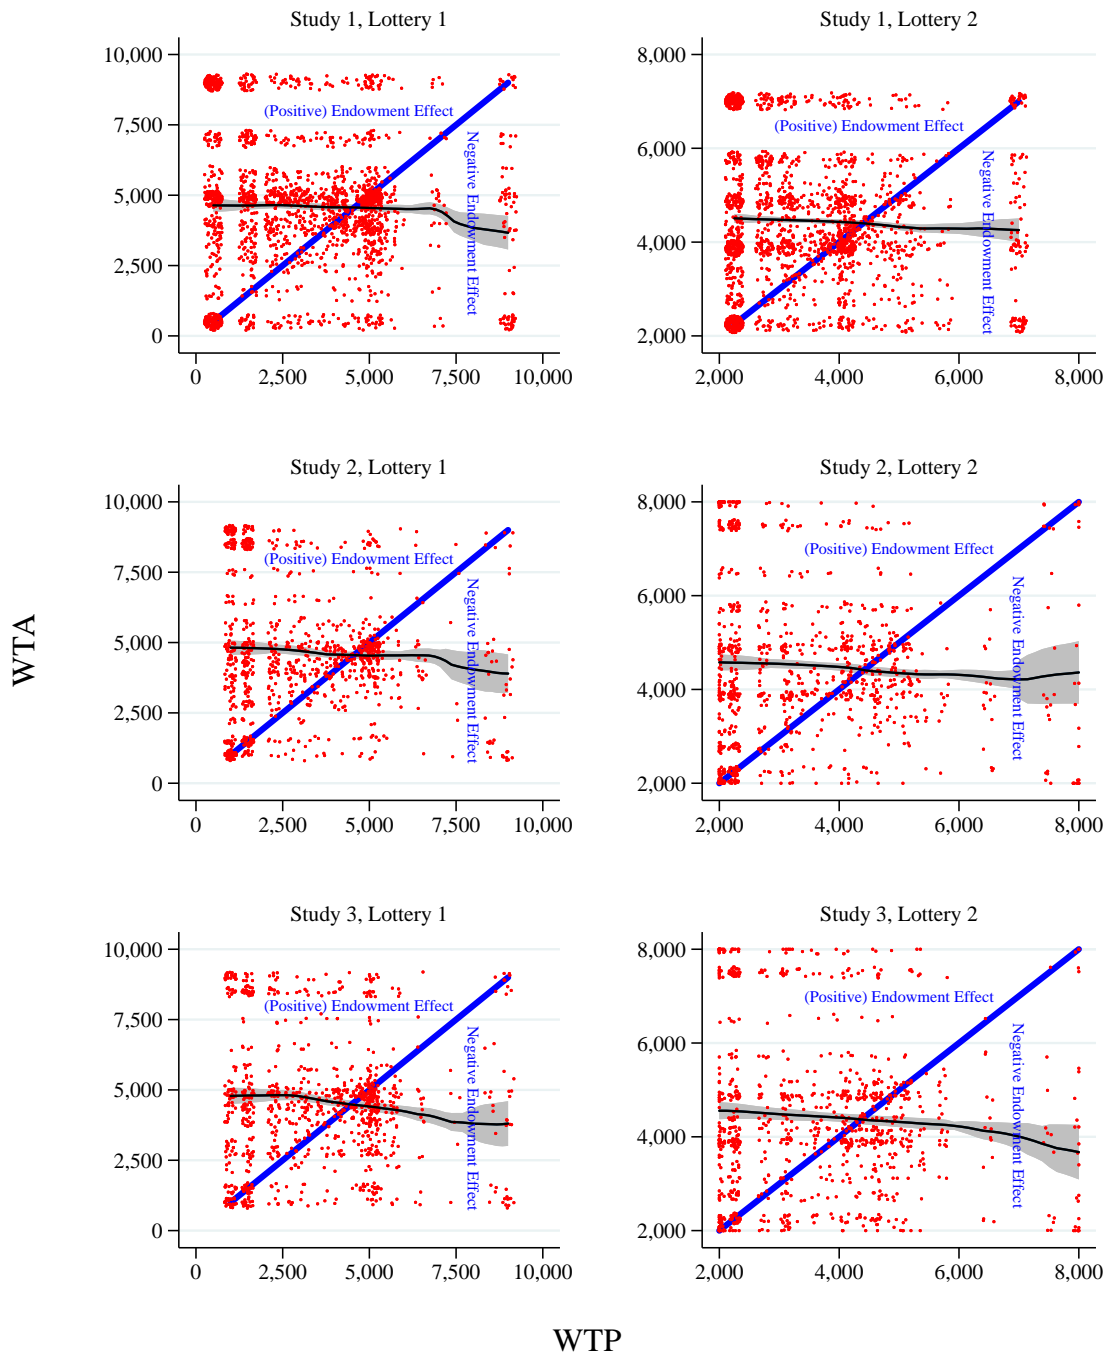 Study 1, Lottery 1
10,000
7,500
5,000
2,500
0
0
2,500
5,000
7,500
10,000
(Positive) Endowment Effect
Negative Endowment Effect
Study 1, Lottery 2
8,000
6,000
4,000
2,000
2,000
4,000
6,000
8,000
(Positive) Endowment Effect
Negative Endowment Effect
WTA
Study 2, Lottery 1
10,000
7,500
5,000
2,500
0
0
2,500
5,000
7,500
10,000
(Positive) Endowment Effect
Negative Endowment Effect
Study 2, Lottery 2
8,000
6,000
4,000
2,000
2,000
4,000
6,000
8,000
(Positive) Endowment Effect
Negative Endowment Effect
Study 3, Lottery 1
10,000
7,500
5,000
2,500
0
0
2,500
5,000
7,500
10,000
(Positive) Endowment Effect
Negative Endowment Effect
Study 3, Lottery 2
8,000
6,000
4,000
2,000
2,000
4,000
6,000
8,000
(Positive) Endowment Effect
Negative Endowment Effect
WTP